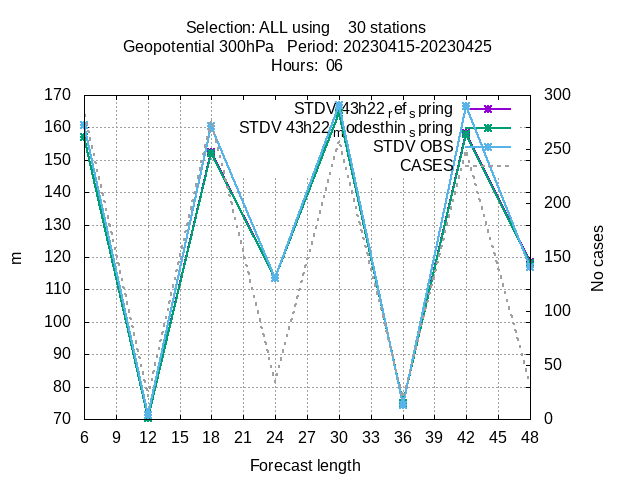 Selection: ALL using 30 stations
Geopotential 300hPa Period: 20230415-20230425
Hours: 06
170 300
STDV 43h22_ref_spring
160 STDV 43h22_modesthin_spring
STDV OBS 250
150 CASES
140 200
130
120 150
m No cases
110 100
100
90 50
80
70 0
6 9 12 15 18 21 24 27 30 33 36 39 42 45 48
Forecast length